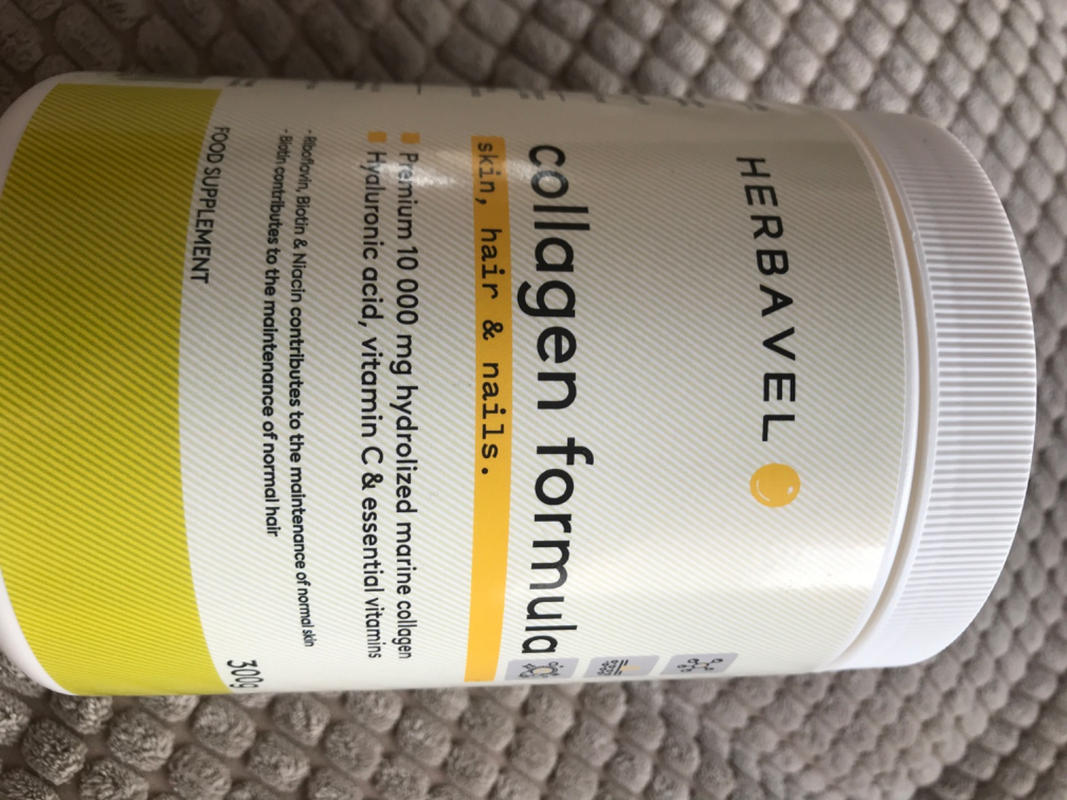 HERBAVEL
collagen formula
skin, hair & nails.
Premium 10 000 mg hydrolized marine collagen
Hyaluronic acid, vitamin C & essential vitamins
- Riboflavin, Biotin & Niacin contributes to the maintenance of normal skin
- Biotin contributes to the maintenance of normal hair
FOOD SUPPLEMENT
300g